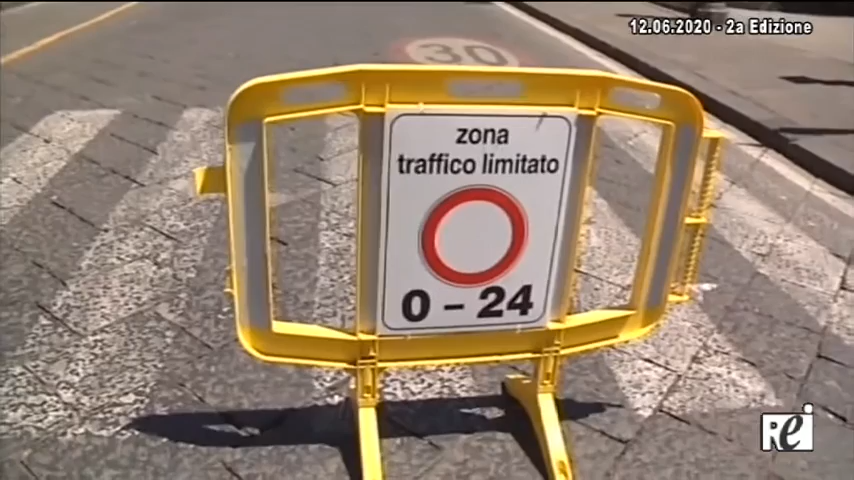 12.06.2020 - 2a Edizione
30
zona
traffico limitato
0 - 24
Rei